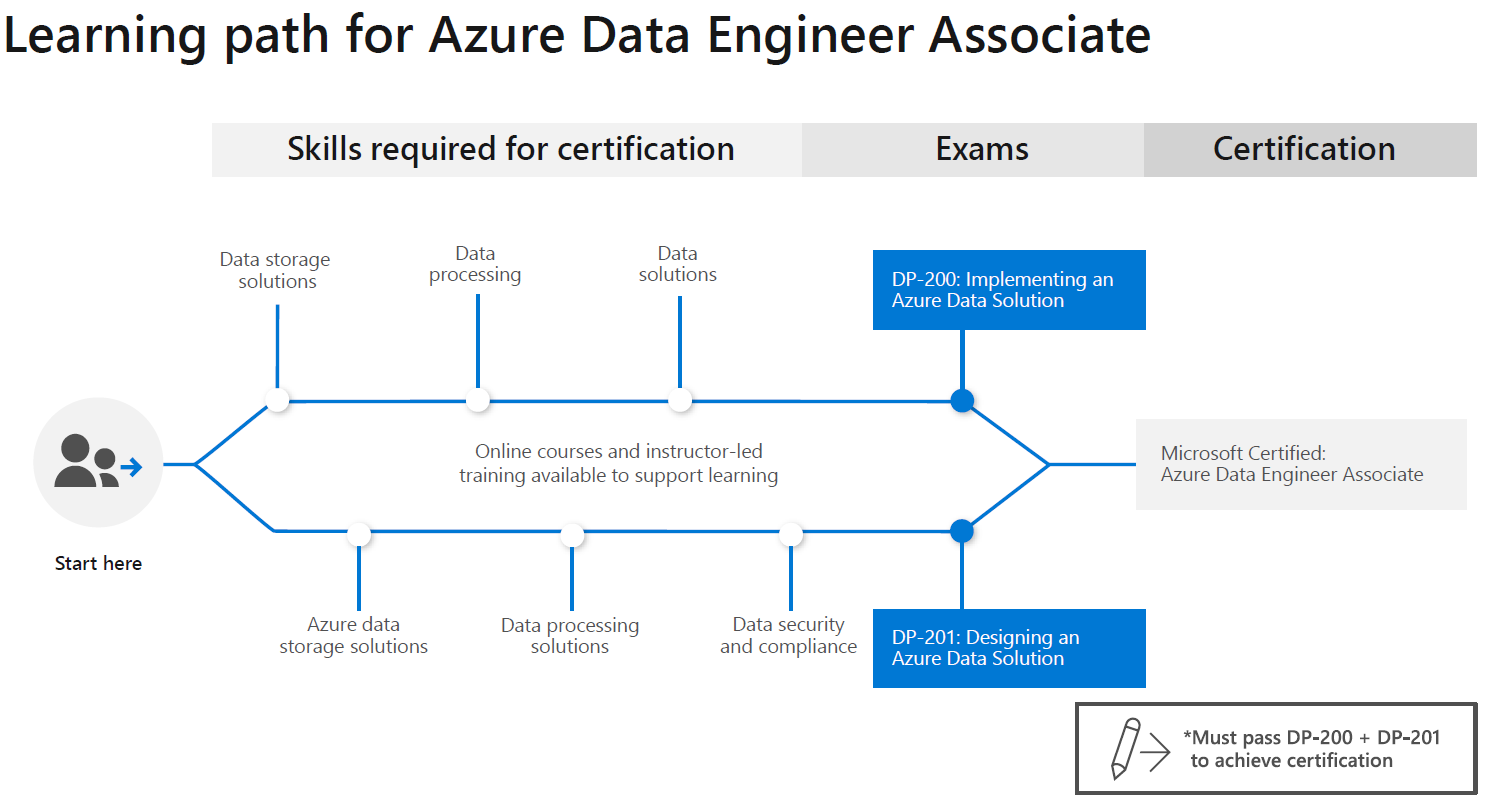 Learning path for Azure Data Engineer Associate
Skills required for certification
Exams
Certification
Data storage
solutions
Data
processing
Data
solutions
DP-200: Implementing an
Azure Data Solution
Online courses and instructor-led
training available to support learning
Microsoft Certified:
Azure Data Engineer Associate
Start here
Azure data
storage solutions
Data processing
solutions
Data security
and compliance
DP-201: Designing an
Azure Data Solution
*Must pass DP-200 + DP-201
to achieve certification